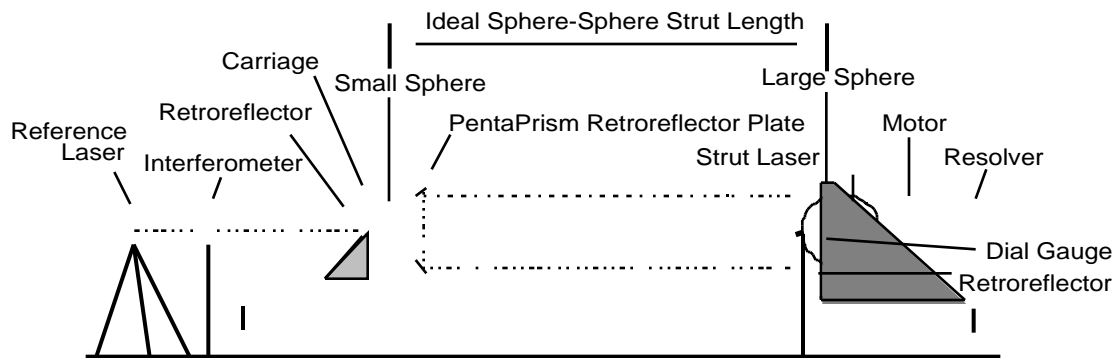 Ideal Sphere-Sphere Strut Length
Carriage
Small Sphere
Large Sphere
Retroreflector
PentaPrism Retroreflector Plate
Motor
Reference
Laser
Interferometer
Strut Laser
Resolver
Dial Gauge
Retroreflector